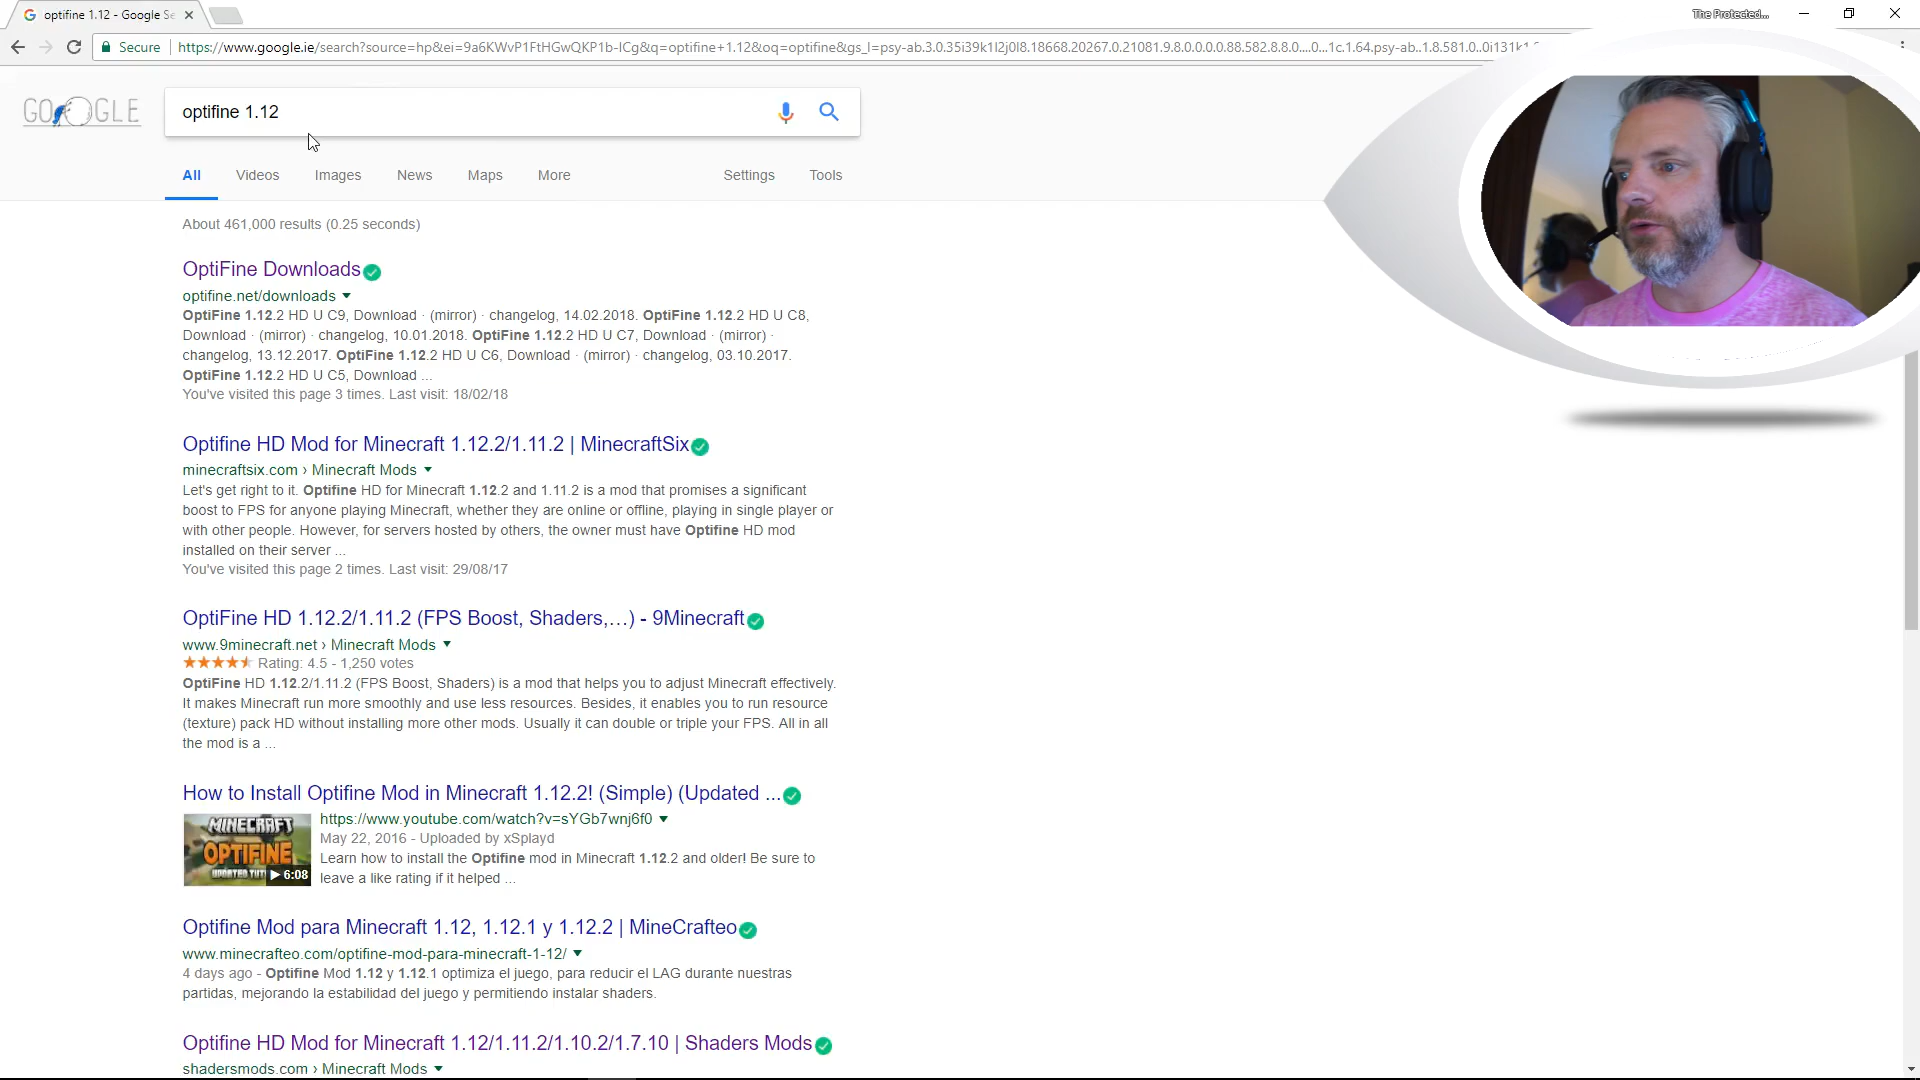 optifine 1.12 - Google Se
The Protected...
Secure
https://www.google.ie/search?source=hp&ei=9a6KWvP1FtHGwQKP1b-ICg&q=optifine+1.12&oq=optifine&gs_l=psy-ab.3.0.35i39k1l2j0l8.18668.20267.0.21081.9.8.0.0.0.0.88.582.8.8.0....0...1c.1.64.psy-ab..1.8.581.0..0i131k1
GOOGLE
optifine 1.12
All Videos Images News Maps More Settings Tools
About 461,000 results (0.25 seconds)
OptiFine Downloads
optifine.net/downloads
OptiFine 1.12.2 HD U C9, Download · (mirror) · changelog, 14.02.2018. OptiFine 1.12.2 HD U C8,
Download · (mirror) · changelog, 10.01.2018. OptiFine 1.12.2 HD U C7, Download · (mirror) ·
changelog, 13.12.2017. OptiFine 1.12.2 HD U C6, Download · (mirror) · changelog, 03.10.2017.
OptiFine 1.12.2 HD U C5, Download ...
You've visited this page 3 times. Last visit: 18/02/18
Optifine HD Mod for Minecraft 1.12.2/1.11.2 | MinecraftSix
minecraftsix.com › Minecraft Mods
Let's get right to it. Optifine HD for Minecraft 1.12.2 and 1.11.2 is a mod that promises a significant
boost to FPS for anyone playing Minecraft, whether they are online or offline, playing in single player or
with other people. However, for servers hosted by others, the owner must have Optifine HD mod
installed on their server ...
You've visited this page 2 times. Last visit: 29/08/17
OptiFine HD 1.12.2/1.11.2 (FPS Boost, Shaders,...) - 9Minecraft
www.9minecraft.net › Minecraft Mods
Rating: 4.5 - 1,250 votes
OptiFine HD 1.12.2/1.11.2 (FPS Boost, Shaders) is a mod that helps you to adjust Minecraft effectively.
It makes Minecraft run more smoothly and use less resources. Besides, it enables you to run resource
(texture) pack HD without installing more other mods. Usually it can double or triple your FPS. All in all
the mod is a ...
How to Install Optifine Mod in Minecraft 1.12.2! (Simple) (Updated ...
MINECRAFT
OPTIFINE
UPDATED TUT
6:08
https://www.youtube.com/watch?v=sYGb7wnj6f0
May 22, 2016 - Uploaded by xSplayd
Learn how to install the Optifine mod in Minecraft 1.12.2 and older! Be sure to
leave a like rating if it helped ...
Optifine Mod para Minecraft 1.12, 1.12.1 y 1.12.2 | MineCrafteo
www.minecrafteo.com/optifine-mod-para-minecraft-1-12/
4 days ago - Optifine Mod 1.12 y 1.12.1 optimiza el juego, para reducir el LAG durante nuestras
partidas, mejorando la estabilidad del juego y permitiendo instalar shaders.
Optifine HD Mod for Minecraft 1.12/1.11.2/1.10.2/1.7.10 | Shaders Mods
shadersmods.com › Minecraft Mods